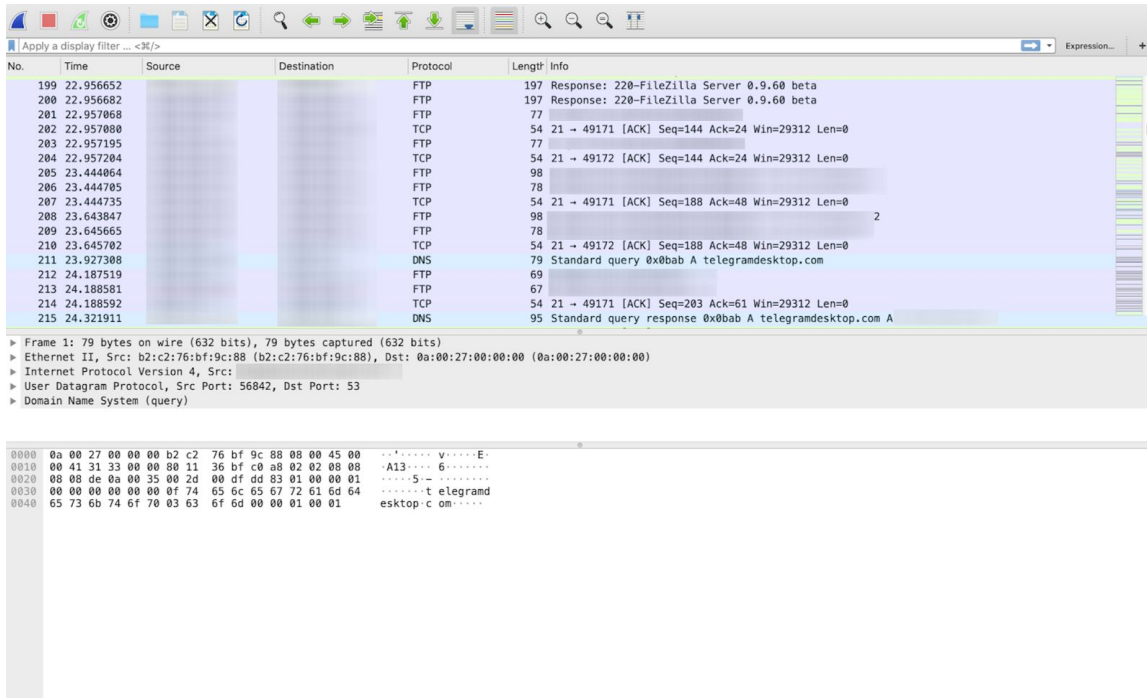 Apply a display filter ... <⌘/>
Expression... +
No. Time Source Destination Protocol Length Info
199 22.956652 FTP 197 Response: 220-FileZilla Server 0.9.60 beta
200 22.956682 FTP 197 Response: 220-FileZilla Server 0.9.60 beta
201 22.957068 FTP 77
202 22.957080 TCP 54 21 → 49171 [ACK] Seq=144 Ack=24 Win=29312 Len=0
203 22.957195 FTP 77
204 22.957204 TCP 54 21 → 49172 [ACK] Seq=144 Ack=24 Win=29312 Len=0
205 23.444064 FTP 98
206 23.444705 FTP 78
207 23.444735 TCP 54 21 → 49171 [ACK] Seq=188 Ack=48 Win=29312 Len=0
208 23.643847 FTP 98 2
209 23.645665 FTP 78
210 23.645702 TCP 54 21 → 49172 [ACK] Seq=188 Ack=48 Win=29312 Len=0
211 23.927308 DNS 79 Standard query 0x0bab A telegramdesktop.com
212 24.187519 FTP 69
213 24.188581 FTP 67
214 24.188592 TCP 54 21 → 49171 [ACK] Seq=203 Ack=61 Win=29312 Len=0
215 24.321911 DNS 95 Standard query response 0x0bab A telegramdesktop.com A
Frame 1: 79 bytes on wire (632 bits), 79 bytes captured (632 bits)
Ethernet II, Src: b2:c2:76:bf:9c:88 (b2:c2:76:bf:9c:88), Dst: 0a:00:27:00:00:00 (0a:00:27:00:00:00)
Internet Protocol Version 4, Src:
User Datagram Protocol, Src Port: 56842, Dst Port: 53
Domain Name System (query)
0000 0a 00 27 00 00 00 b2 c2 76 bf 9c 88 08 00 45 00 ··'····· v·····E·
0010 00 41 31 33 00 00 80 11 36 bf c0 a8 02 02 08 08 ·A13···· 6·······
0020 08 08 de 0a 00 35 00 2d 00 df dd 83 01 00 00 01 ·····5·- ········
0030 00 00 00 00 00 00 0f 74 65 6c 65 67 72 61 6d 64 ·······t elegramd
0040 65 73 6b 74 6f 70 03 63 6f 6d 00 00 01 00 01 esktop·c om·····